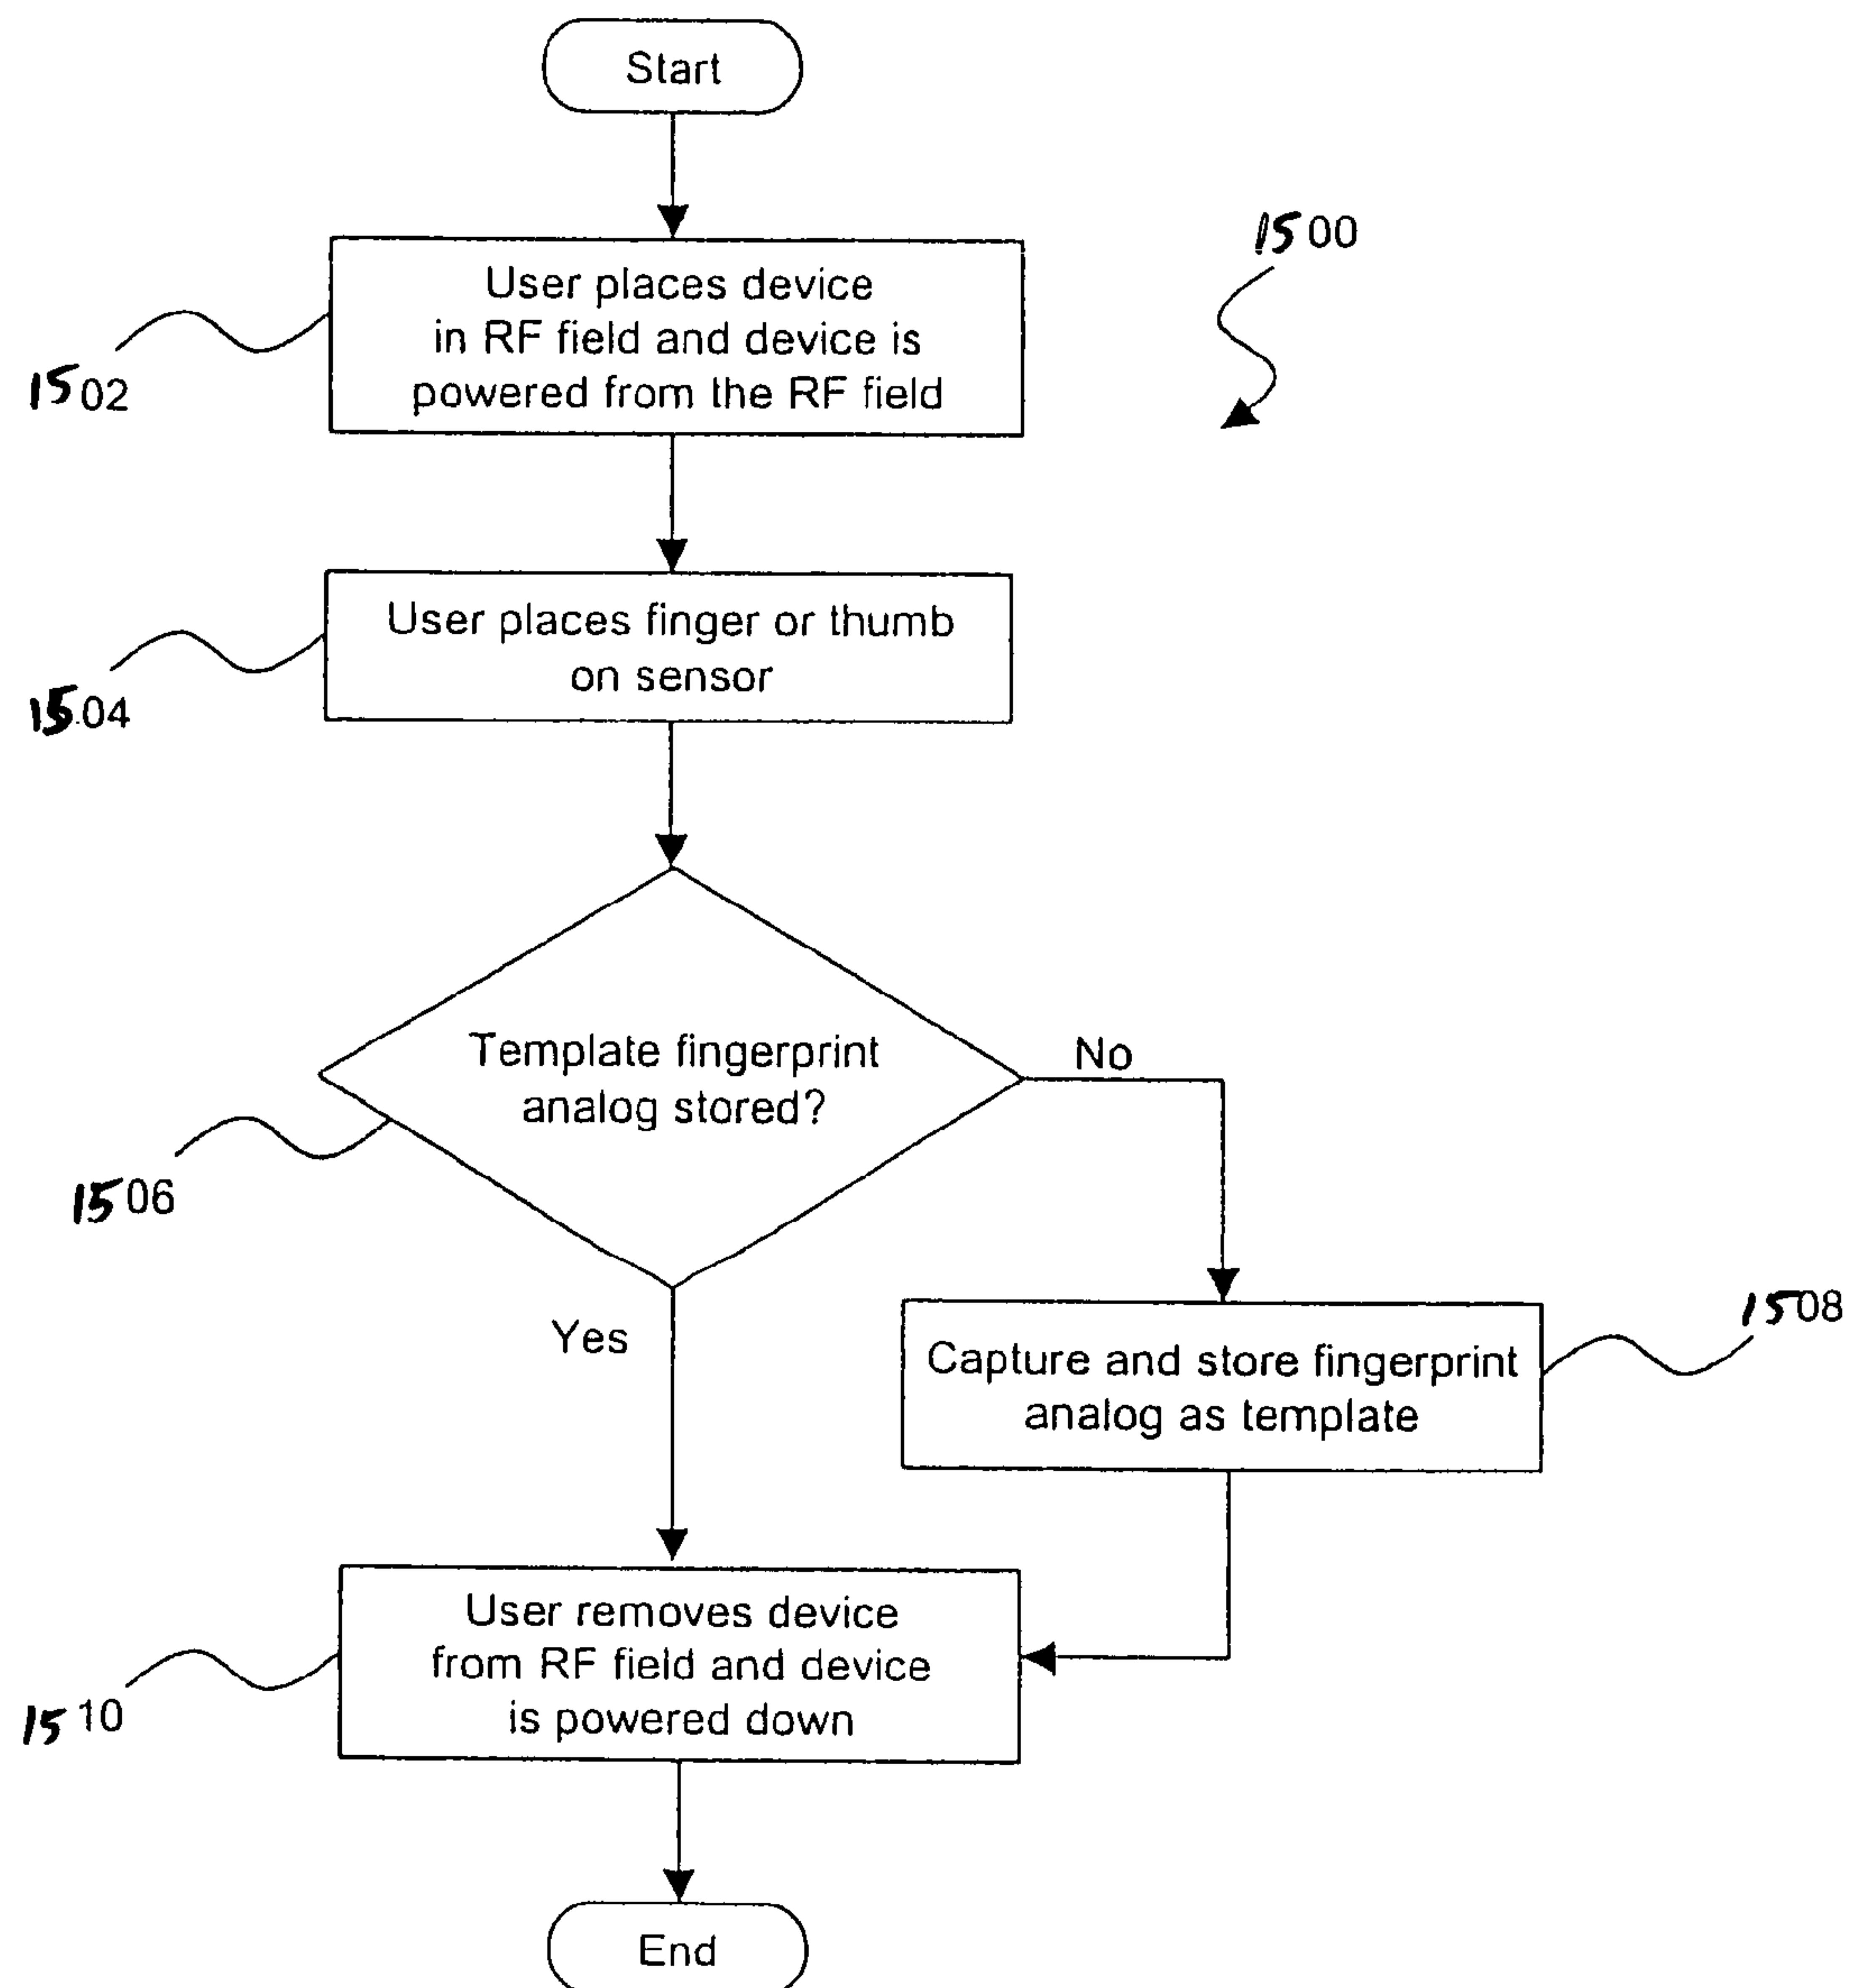 Start
1500
User places device
in RF field and device is
powered from the RF field
1502
User places finger or thumb
on sensor
1504
Template fingerprint
analog stored?
No
1506
Yes
1508
Capture and store fingerprint
analog as template
User removes device
from RF field and device
is powered down
1510
End